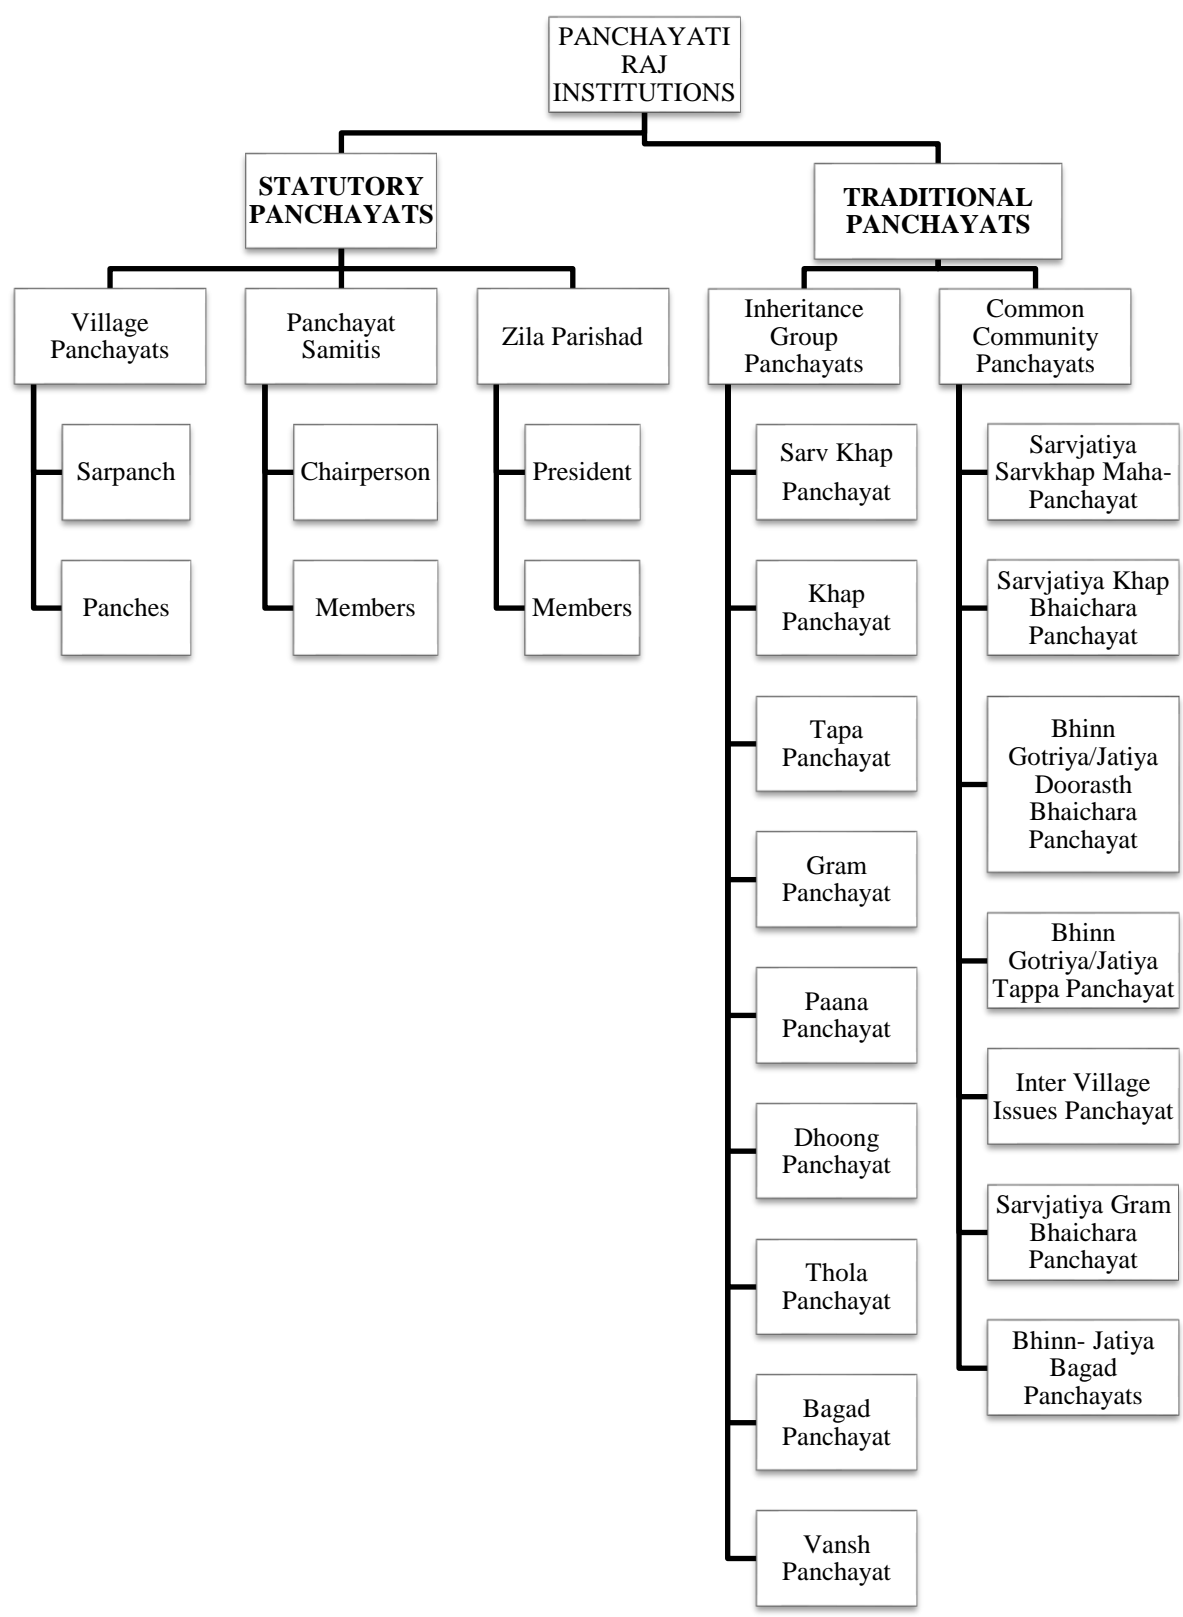 PANCHAYATI
RAJ
INSTITUTIONS
STATUTORY
PANCHAYATS
TRADITIONAL
PANCHAYATS
Village
Panchayats
Panchayat
Samitis
Zila Parishad
Inheritance
Group
Panchayats
Common
Community
Panchayats
Sarpanch
Panches
Chairperson
Members
President
Members
Sarv Khap
Panchayat
Khap
Panchayat
Tapa
Panchayat
Gram
Panchayat
Paana
Panchayat
Dhoong
Panchayat
Thola
Panchayat
Bagad
Panchayat
Vansh
Panchayat
Sarvjatiya
Sarvkhap Maha-
Panchayat
Sarvjatiya Khap
Bhaichara
Panchayat
Bhinn
Gotriya/Jatiya
Doorasth
Bhaichara
Panchayat
Bhinn
Gotriya/Jatiya
Tappa Panchayat
Inter Village
Issues Panchayat
Sarvjatiya Gram
Bhaichara
Panchayat
Bhinn- Jatiya
Bagad
Panchayats